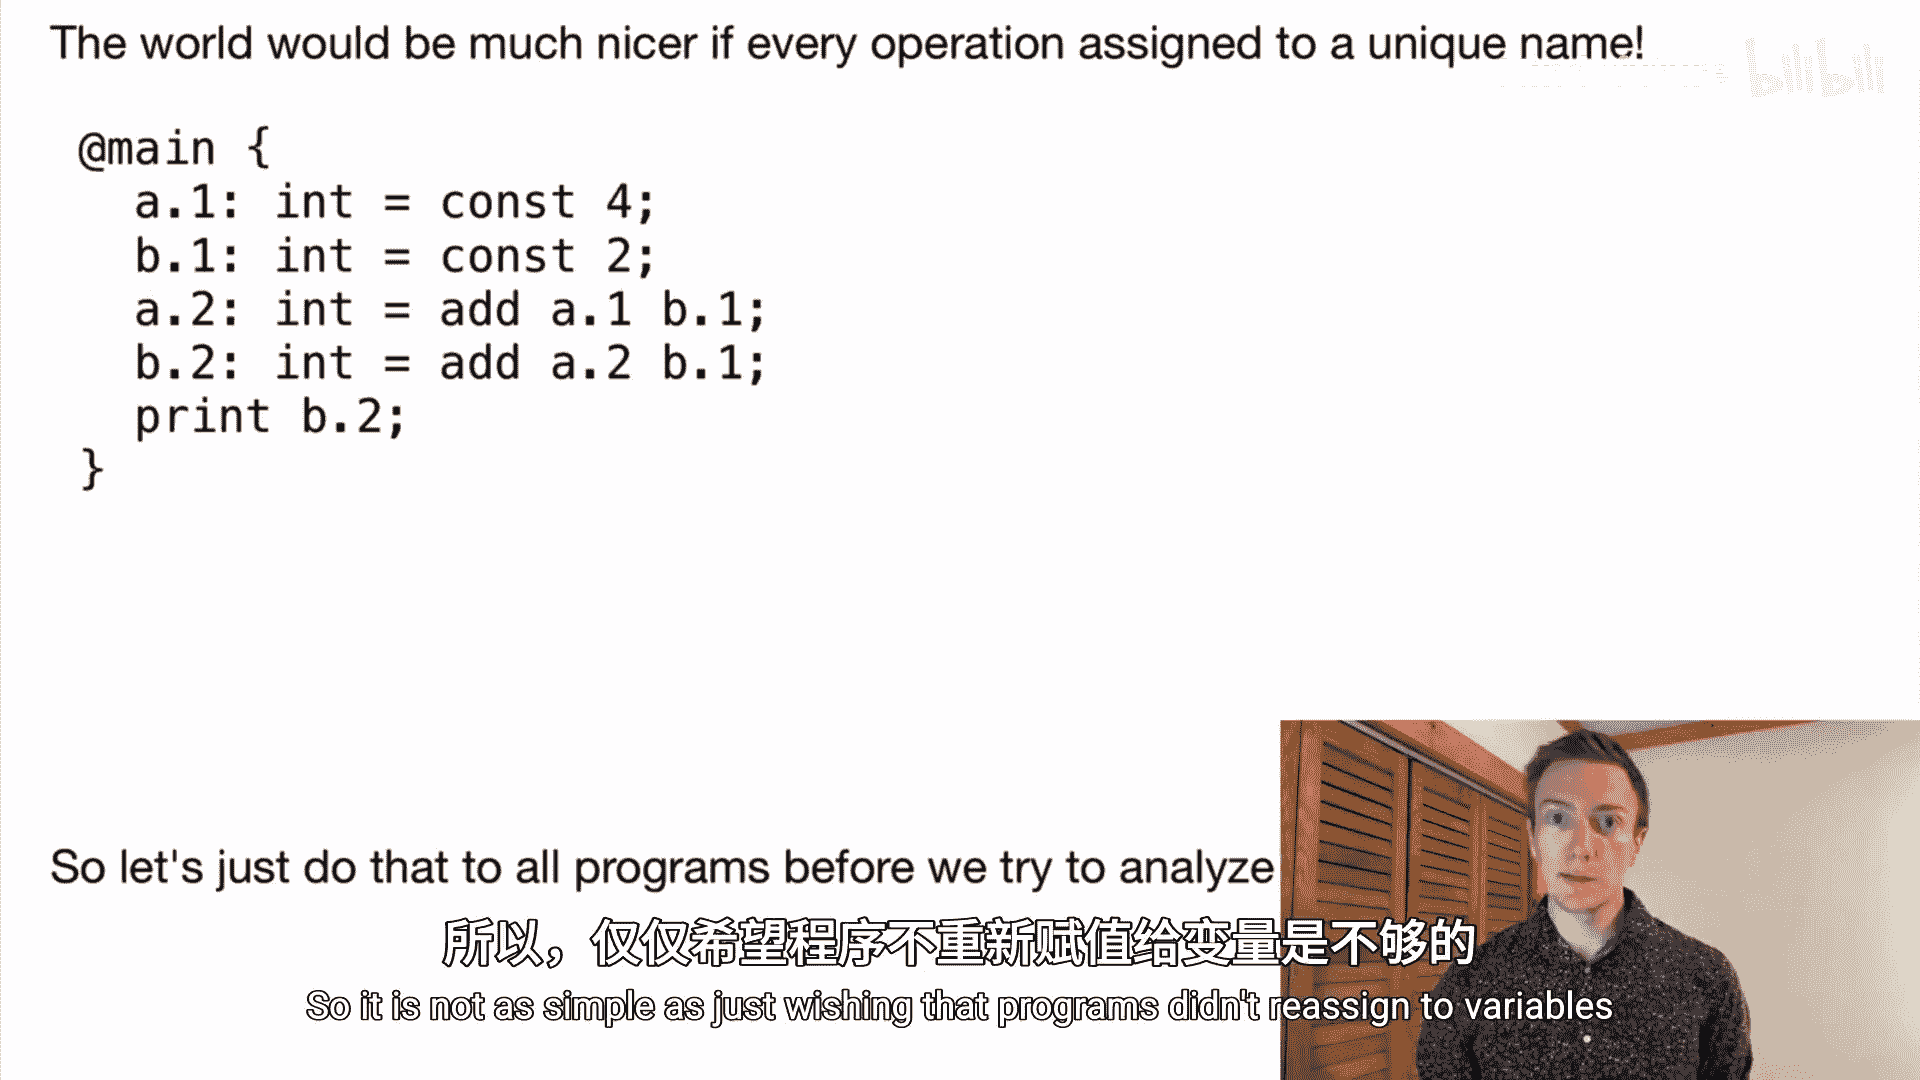 The world would be much nicer if every operation assigned to a unique name!
bilibili
@main {
a.1: int = const 4;
b.1: int = const 2;
a.2: int = add a.1 b.1;
b.2: int = add a.2 b.1;
print b.2;
}
So let's just do that to all programs before we try to analyze
所以，仅仅希望程序不重新赋值给变量是不够的
So it is not as simple as just wishing that programs didn't reassign to variables